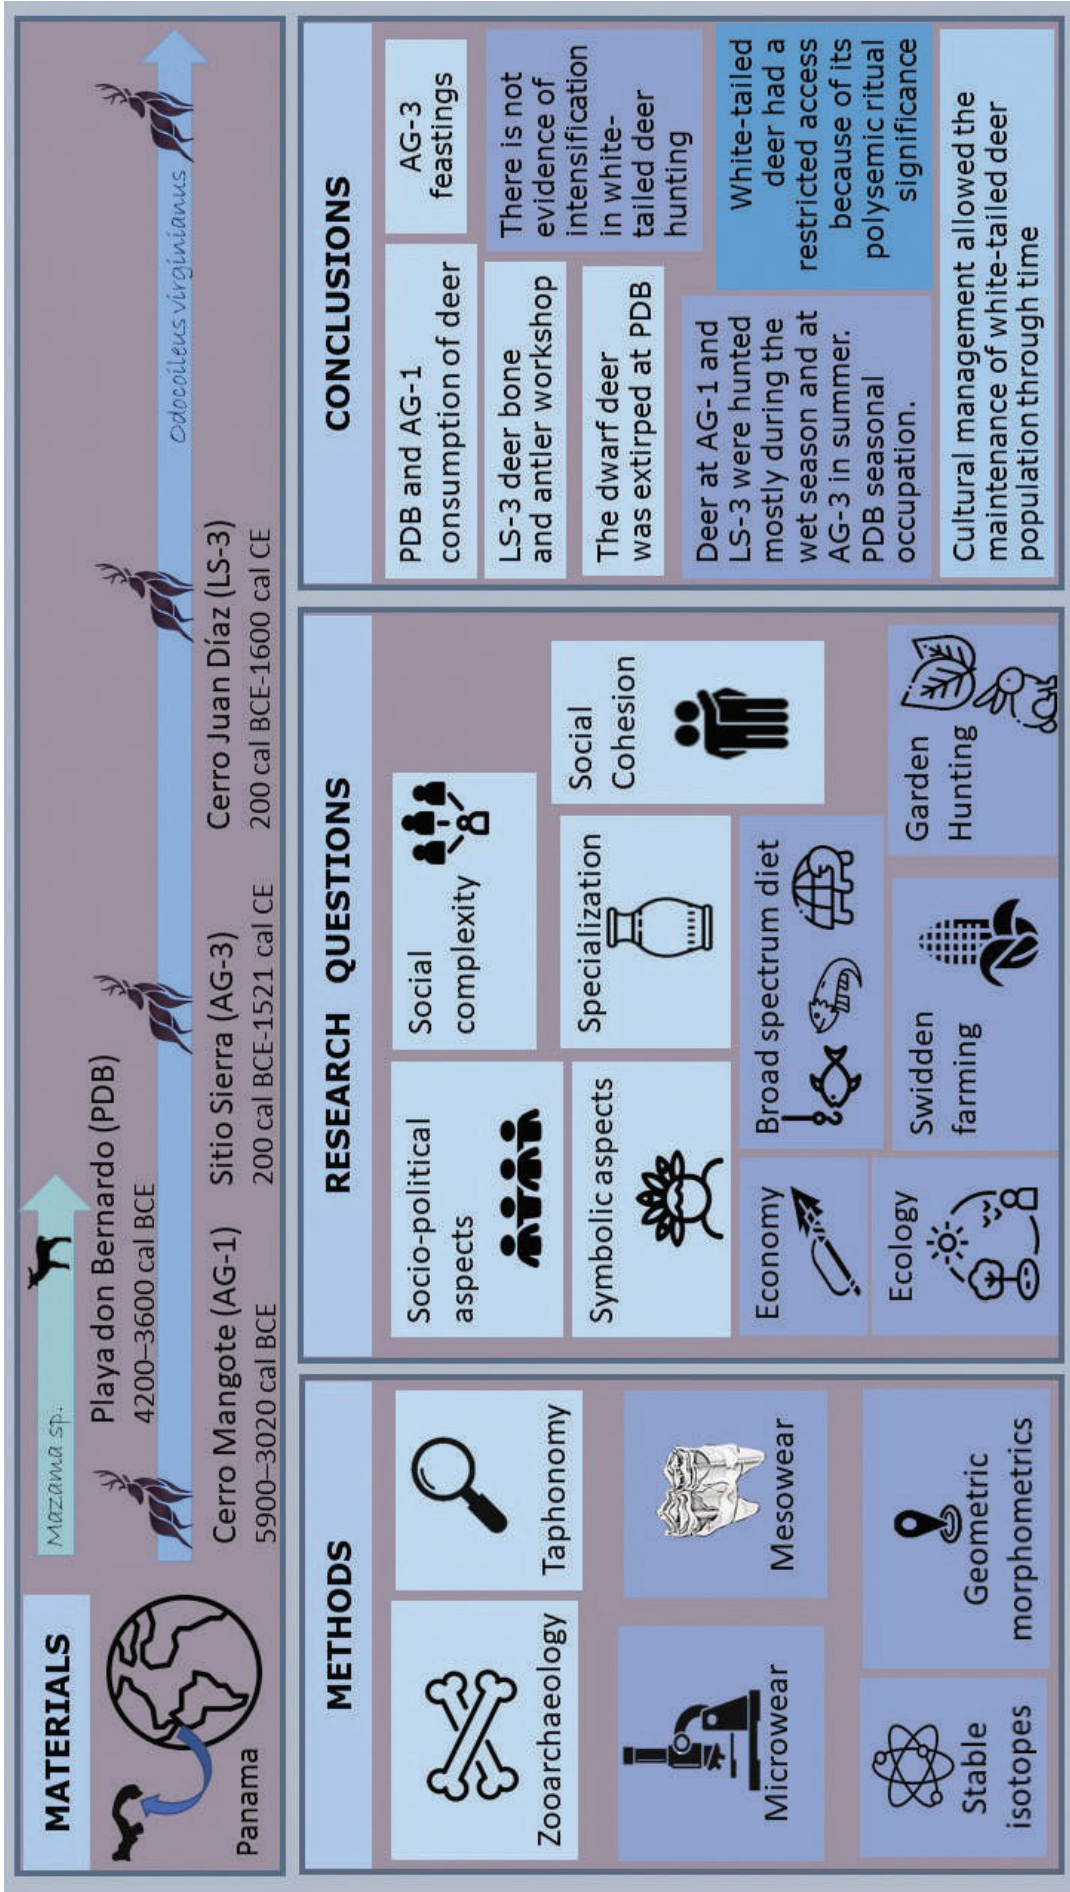 MATERIALS
Panama
Mazama sp.
Playa don Bernardo (PDB)
4200–3600 cal BCE
Odocoileus virginianus
Cerro Mangote (AG-1)
5900–3020 cal BCE
Sitio Sierra (AG-3)
200 cal BCE-1521 cal CE
Cerro Juan Díaz (LS-3)
200 cal BCE-1600 cal CE
METHODS
Zooarchaeology
Taphonomy
Microwear
Mesowear
Stable
isotopes
Geometric
morphometrics
RESEARCH QUESTIONS
Socio-political
aspects
Social
complexity
Symbolic aspects
Specialization
Social
Cohesion
Economy
Broad spectrum diet
Ecology
Swidden
farming
Garden
Hunting
CONCLUSIONS
PDB and AG-1
consumption of deer
AG-3
feastings
LS-3 deer bone
and antler workshop
There is not
evidence of
intensification
in white-
tailed deer
hunting
The dwarf deer
was extirped at PDB
Deer at AG-1 and
LS-3 were hunted
mostly during the
wet season and at
AG-3 in summer.
PDB seasonal
occupation.
White-tailed
deer had a
restricted access
because of its
polysemic ritual
significance
Cultural management allowed the
maintenance of white-tailed deer
population through time